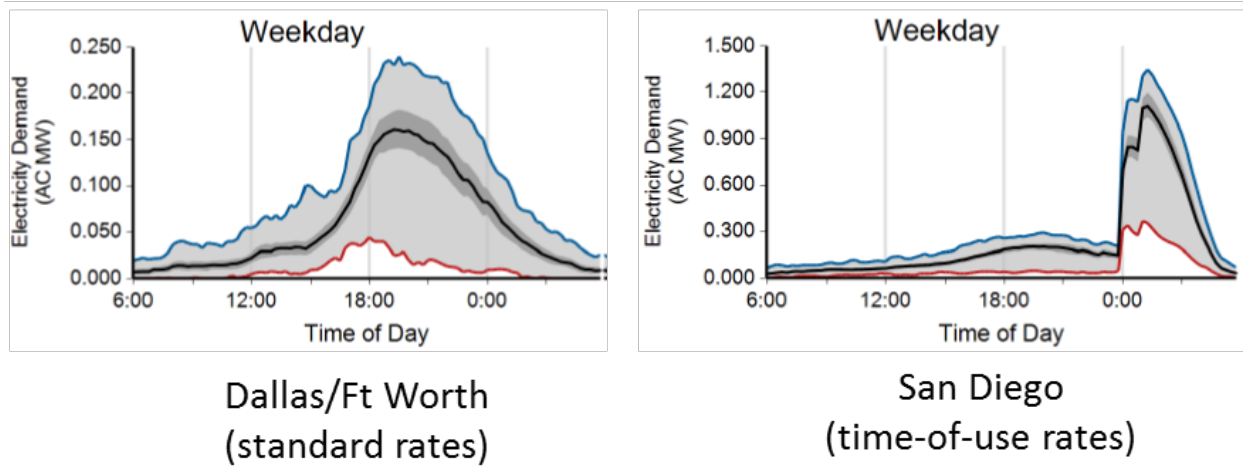 Weekday
0.250
0.200
0.150
0.100
0.050
0.000
Electricity Demand
(AC MW)
6:00 12:00 18:00 0:00
Time of Day
Dallas/Ft Worth
(standard rates)
Weekday
1.500
1.200
0.900
0.600
0.300
0.000
Electricity Demand
(AC MW)
6:00 12:00 18:00 0:00
Time of Day
San Diego
(time-of-use rates)